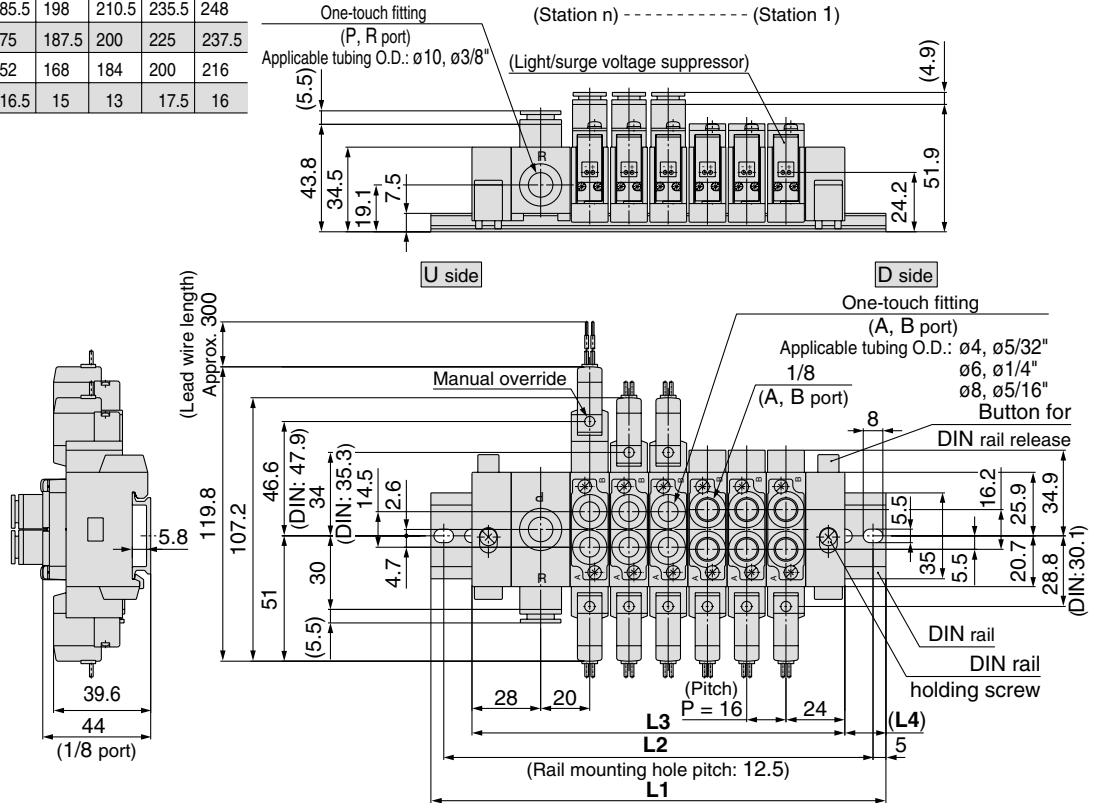 85.5 198 210.5 235.5 248
75 187.5 200 225 237.5
52 168 184 200 216
16.5 15 13 17.5 16
One-touch fitting
(P, R port)
Applicable tubing O.D.: ø10, ø3/8"
(Station n) - - - - - - - - - - - - (Station 1)
(Light/surge voltage suppressor)
(5.5)
43.8
34.5
19.1
7.5
R
(4.9)
51.9
24.2
U side
D side
(Lead wire length)
Approx. 300
Manual override
One-touch fitting
(A, B port)
Applicable tubing O.D.: ø4, ø5/32"
ø6, ø1/4"
ø8, ø5/16"
1/8
(A, B port)
Button for
DIN rail release
8
119.8
107.2
46.6
(DIN: 47.9)
34
(DIN: 35.3)
14.5
2.6
4.7
30
51
(5.5)
P
R
B B B B B B
A A A A A A
5.5
16.2
25.9
34.9
35
5.5
20.7
28.8
(DIN:30.1)
5.8
39.6
44
(1/8 port)
DIN rail
DIN rail
holding screw
28 20
(Pitch)
P = 16
24
L3
(L4)
L2
5
(Rail mounting hole pitch: 12.5)
L1